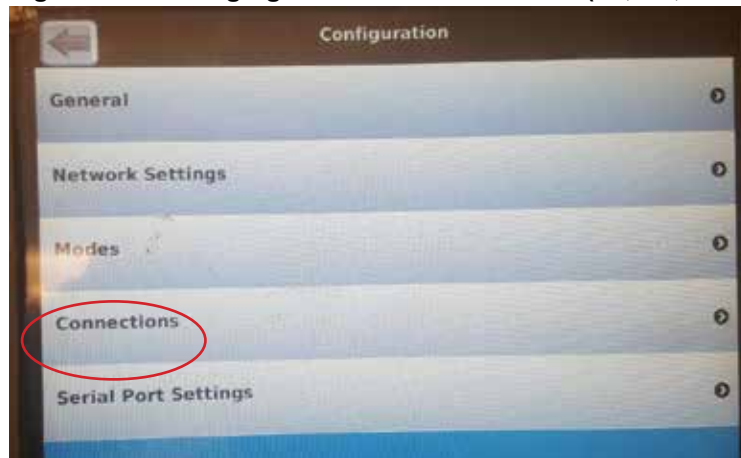 Configuration
General
Network Settings
Modes
Connections
Serial Port Settings